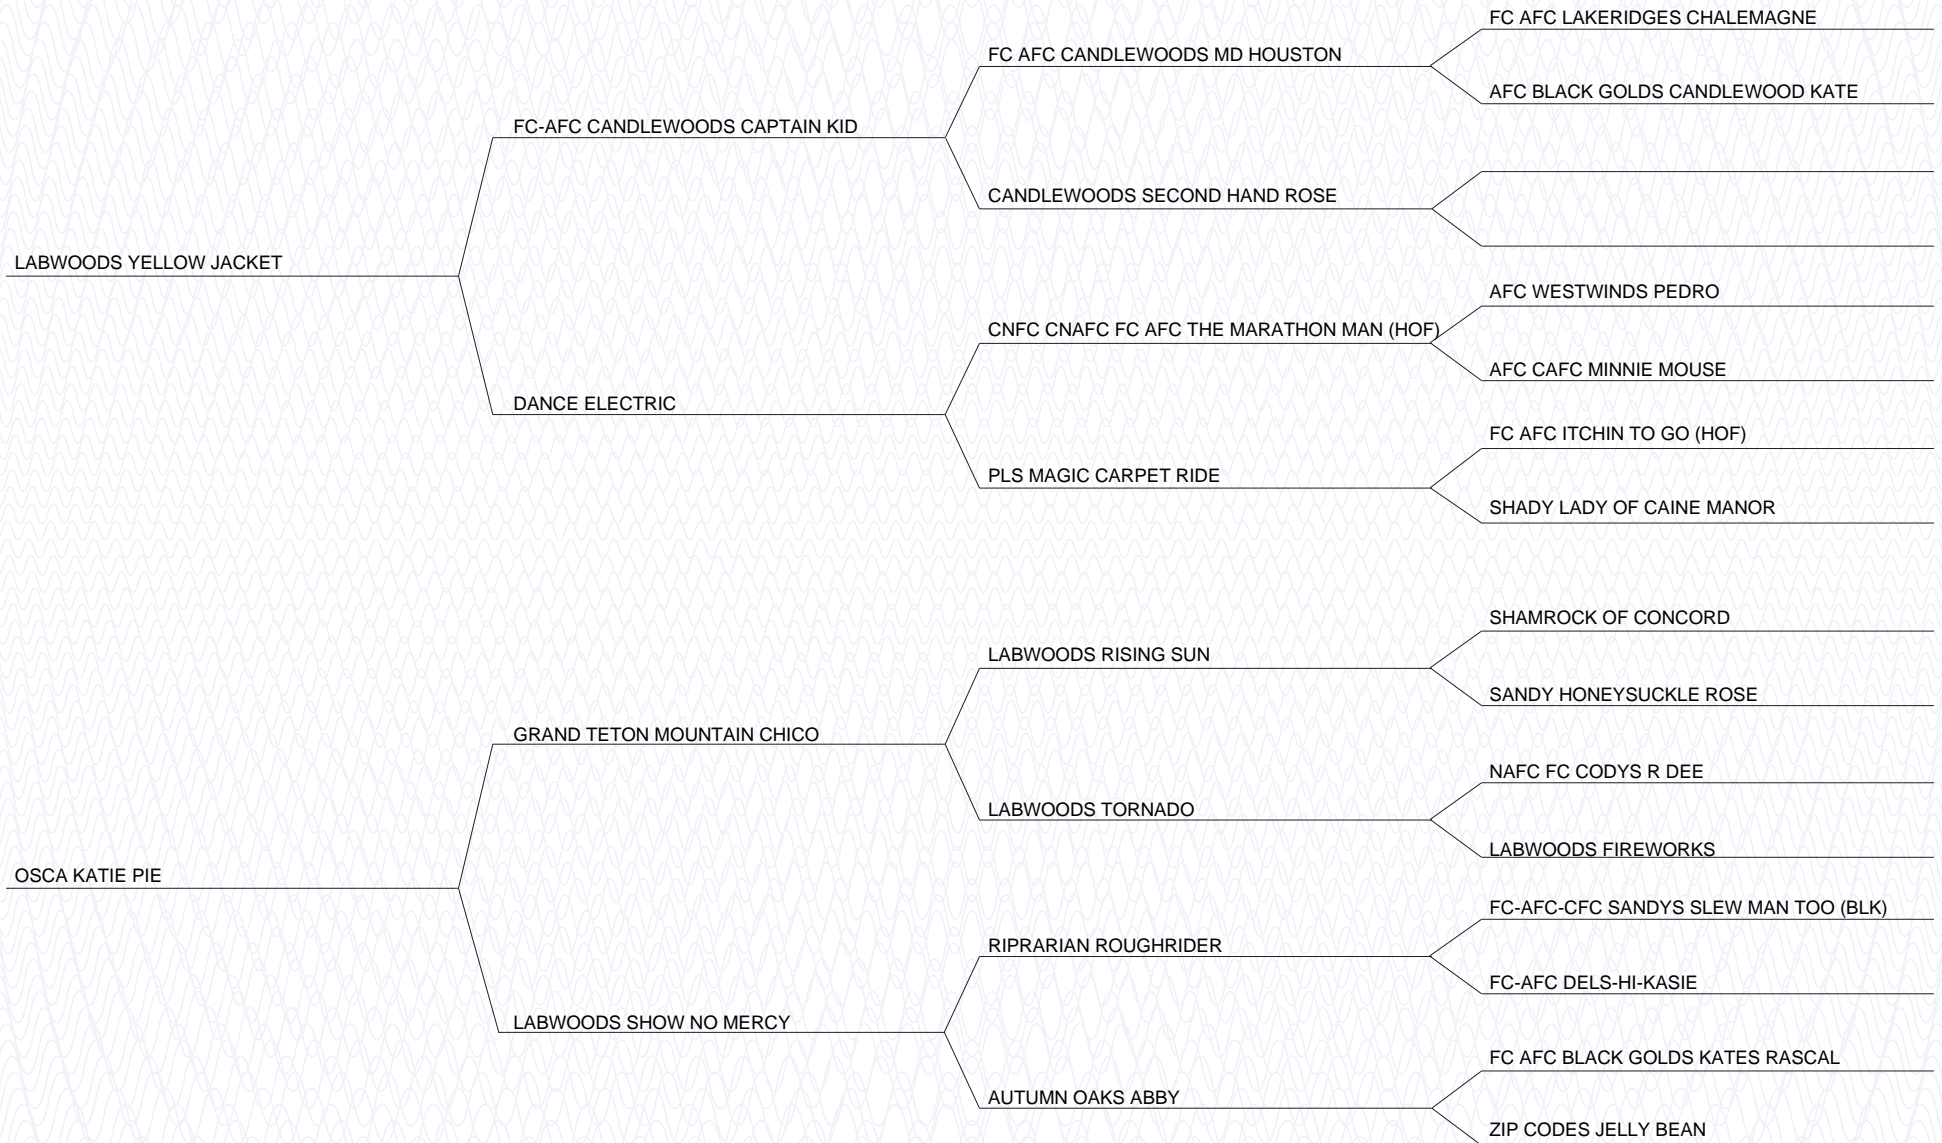 FC AFC LAKERIDGES CHALEMAGNE
FC AFC CANDLEWOODS MD HOUSTON
AFC BLACK GOLDS CANDLEWOOD KATE
FC-AFC CANDLEWOODS CAPTAIN KID
CANDLEWOODS SECOND HAND ROSE
LABWOODS YELLOW JACKET
AFC WESTWINDS PEDRO
CNFC CNAFC FC AFC THE MARATHON MAN (HOF)
AFC CAFC MINNIE MOUSE
DANCE ELECTRIC
FC AFC ITCHIN TO GO (HOF)
PLS MAGIC CARPET RIDE
SHADY LADY OF CAINE MANOR
SHAMROCK OF CONCORD
LABWOODS RISING SUN
SANDY HONEYSUCKLE ROSE
GRAND TETON MOUNTAIN CHICO
NAFC FC CODYS R DEE
LABWOODS TORNADO
LABWOODS FIREWORKS
OSCA KATIE PIE
FC-AFC-CFC SANDYS SLEW MAN TOO (BLK)
RIPRARIAN ROUGHRIDER
FC-AFC DELS-HI-KASIE
LABWOODS SHOW NO MERCY
FC AFC BLACK GOLDS KATES RASCAL
AUTUMN OAKS ABBY
ZIP CODES JELLY BEAN